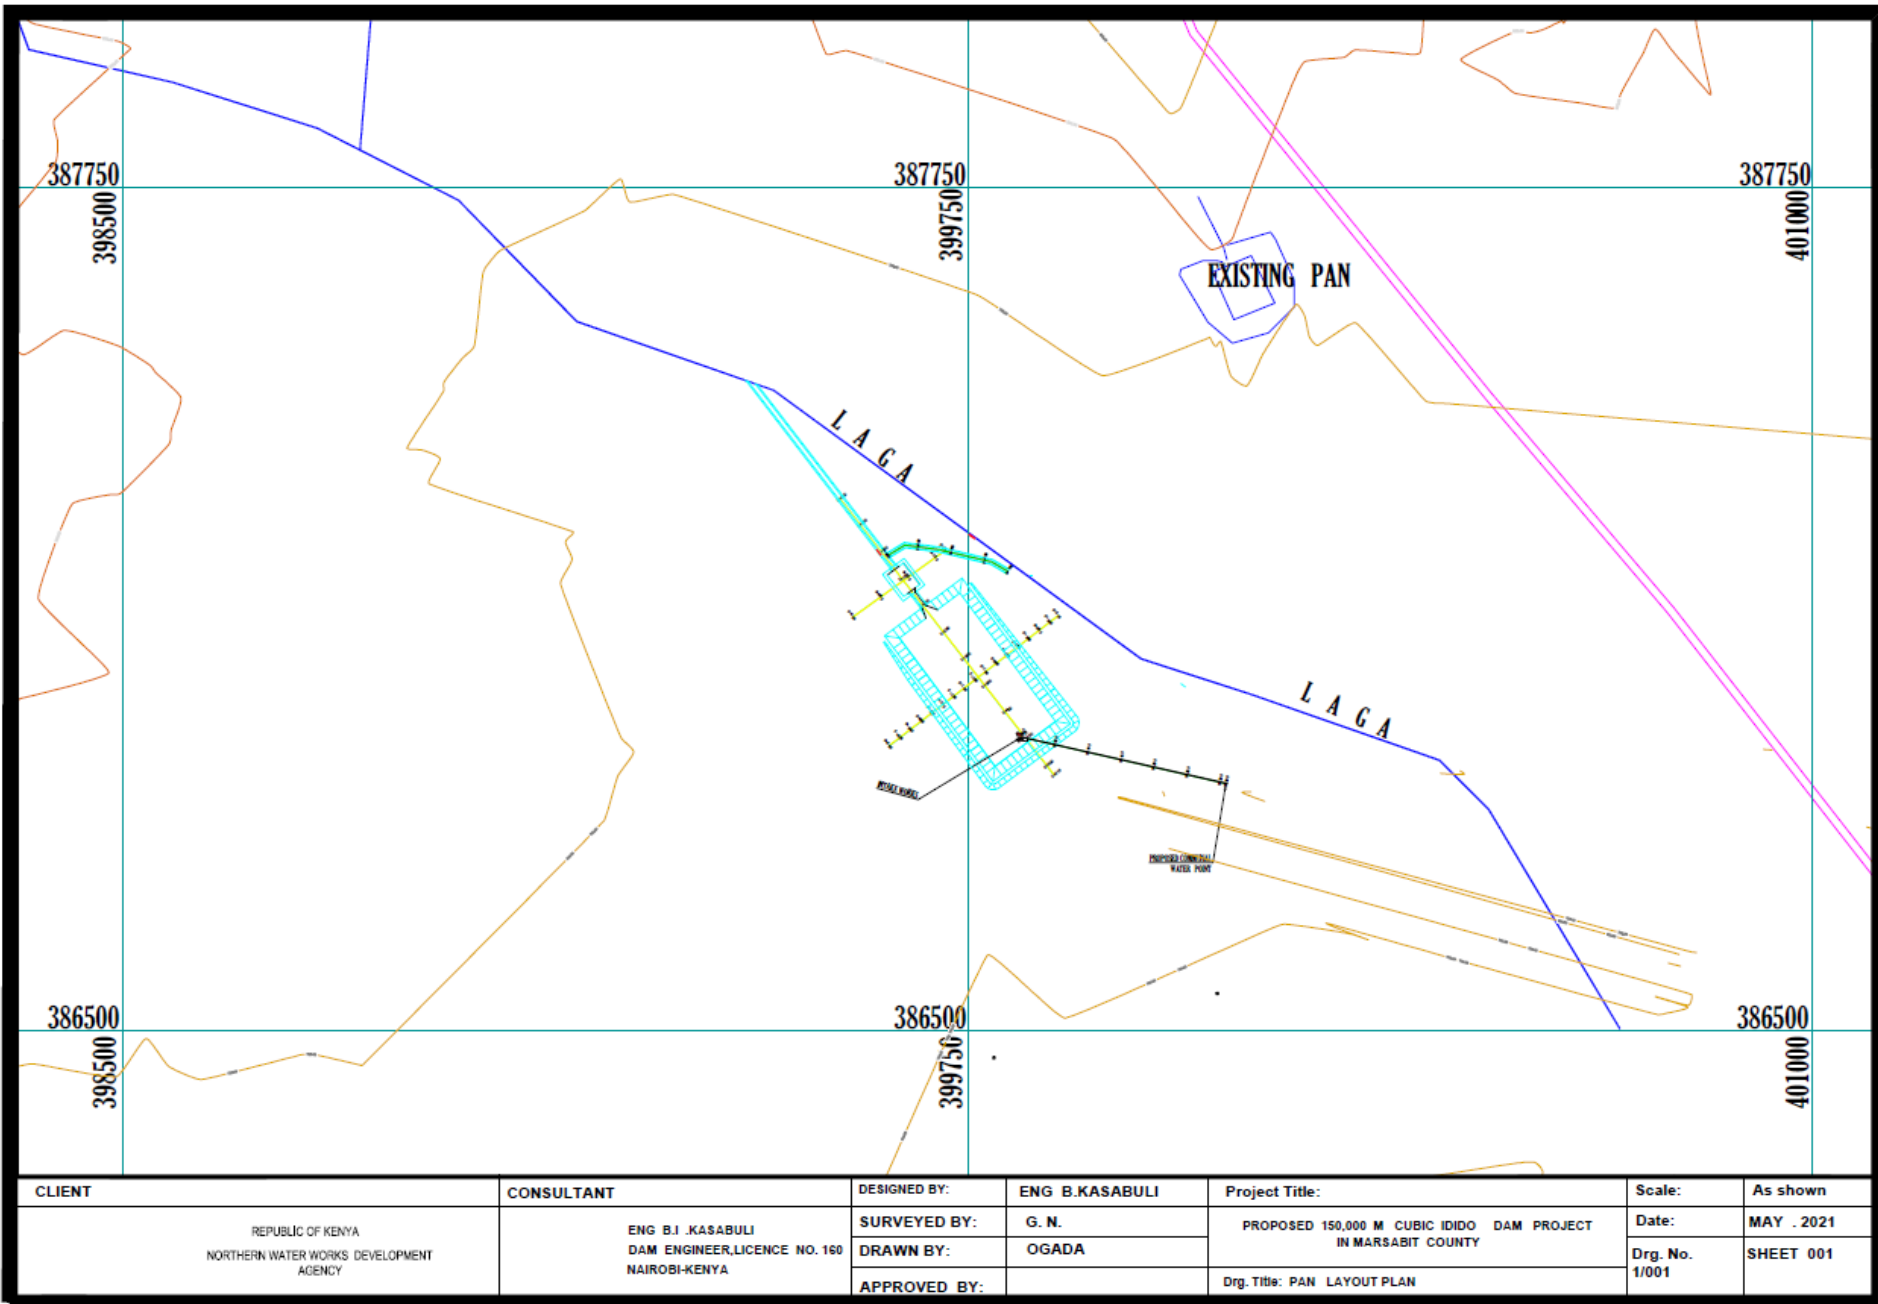 387750
387750
387750
398500
399750
401000
EXISTING PAN
LAGA
LAGA
WATER POINT
386500
386500
386500
398500
399750
401000
CLIENT
REPUBLIC OF KENYA
NORTHERN WATER WORKS DEVELOPMENT
AGENCY
CONSULTANT
ENG B.I .KASABULI
DAM ENGINEER,LICENCE NO. 160
NAIROBI-KENYA
DESIGNED BY: ENG B.KASABULI
SURVEYED BY: G. N.
DRAWN BY: OGADA
APPROVED BY:
Project Title:
PROPOSED 150,000 M CUBIC IDIDO DAM PROJECT
IN MARSABIT COUNTY
Drg. Title: PAN LAYOUT PLAN
Scale: As shown
Date: MAY . 2021
Drg. No. SHEET 001
1/001